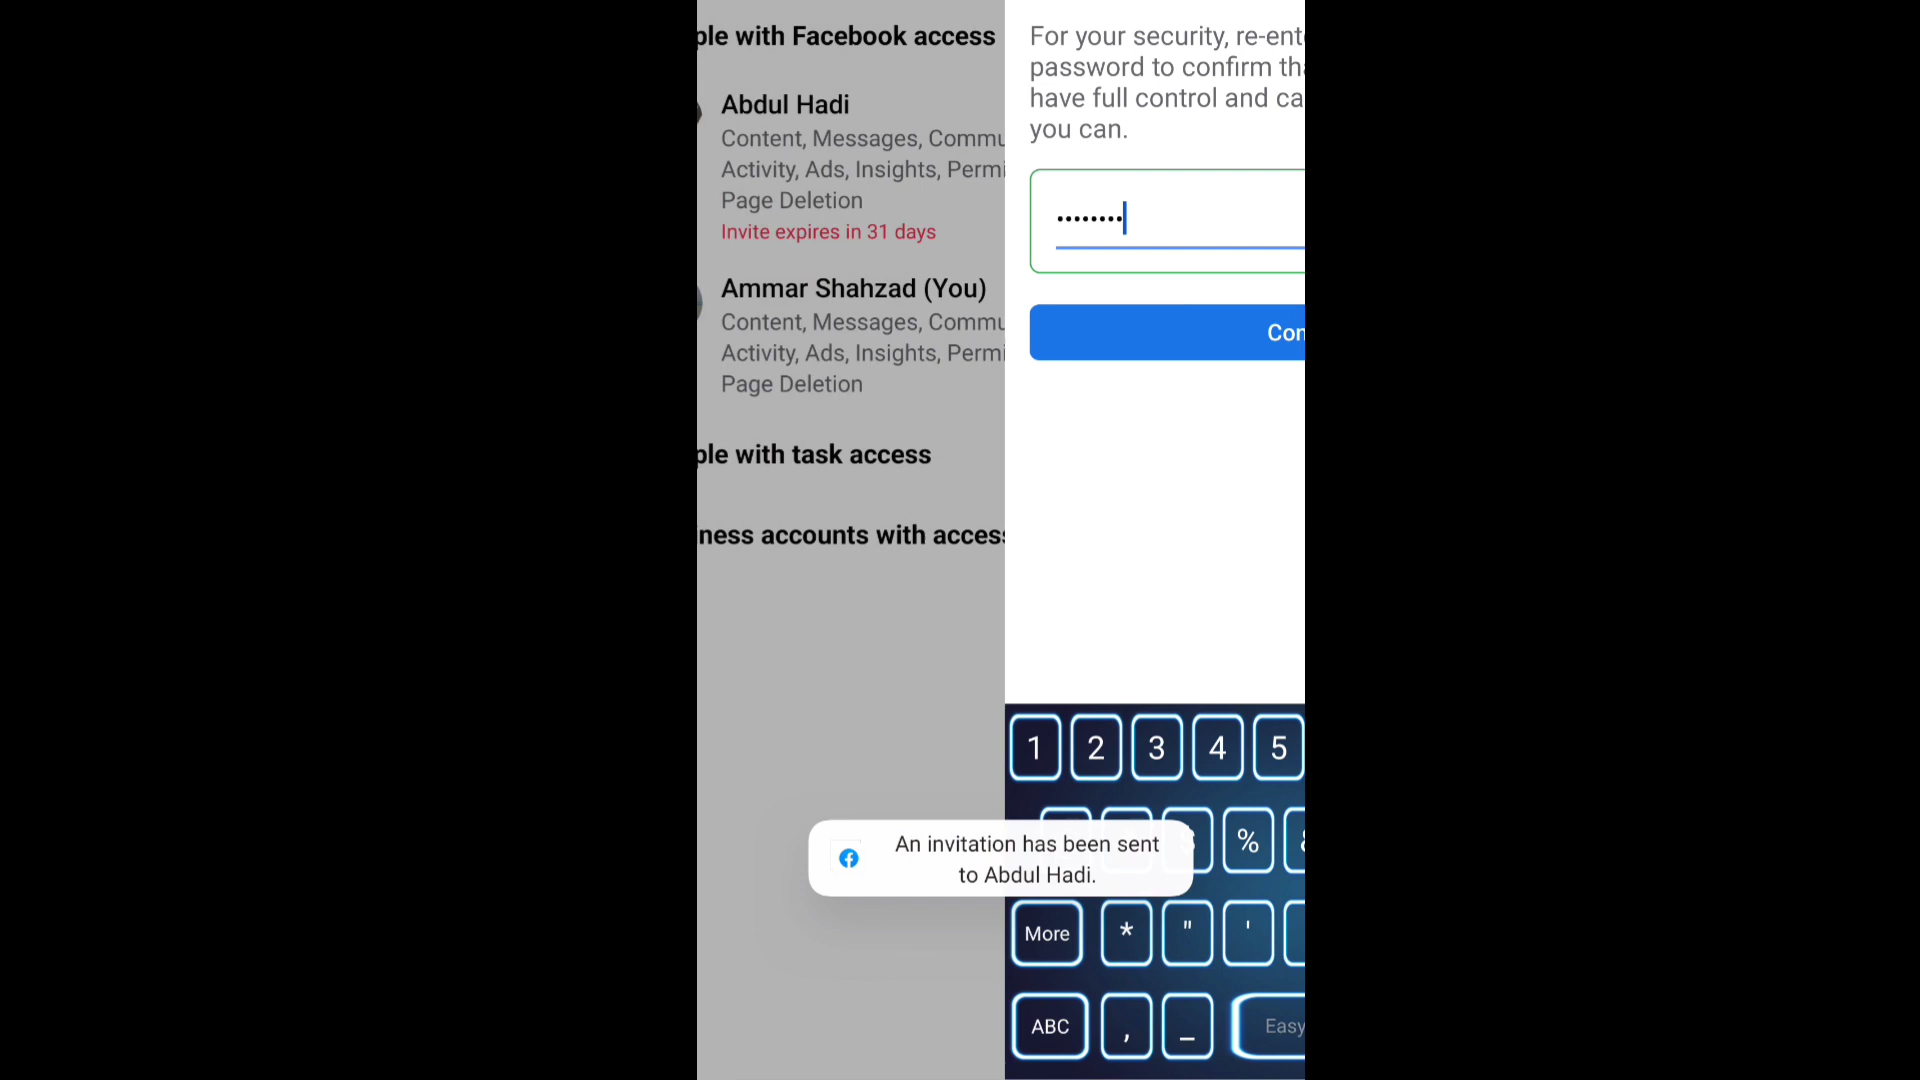 ple with Facebook access
Abdul Hadi
Content, Messages, Commu
Activity, Ads, Insights, Permi
Page Deletion
Invite expires in 31 days
Ammar Shahzad (You)
Content, Messages, Commu
Activity, Ads, Insights, Permi
Page Deletion
ple with task access
iness accounts with access
For your security, re-ent
password to confirm tha
have full control and ca
you can.
••••••••
Con
An invitation has been sent
to Abdul Hadi.
1 2 3 4 5
$ %
More * " '
ABC , _ Easy